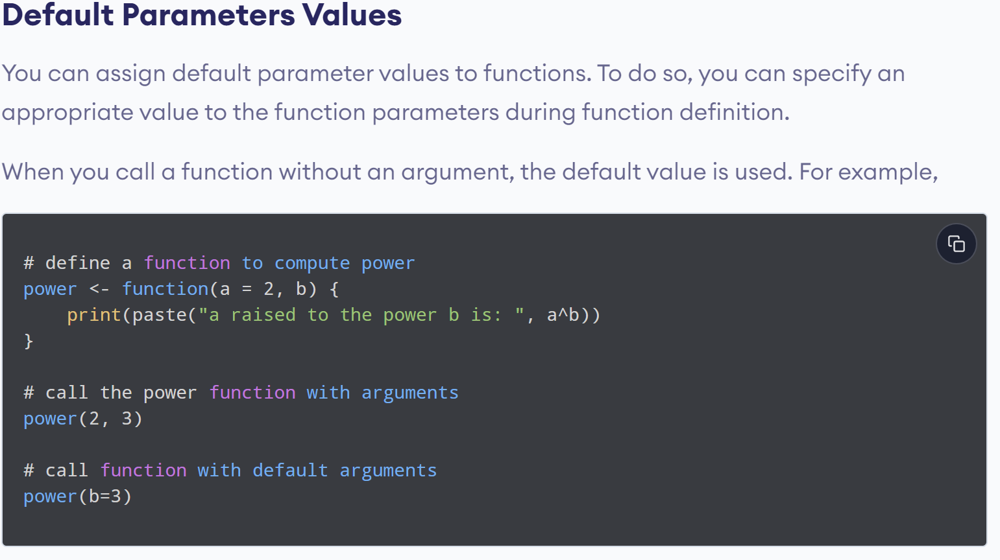 Default Parameters Values
You can assign default parameter values to functions. To do so, you can specify an
appropriate value to the function parameters during function definition.
When you call a function without an argument, the default value is used. For example,
# define a function to compute power
power <- function(a = 2, b) {
    print(paste("a raised to the power b is: ", a^b))
}
# call the power function with arguments
power(2, 3)
# call function with default arguments
power(b=3)